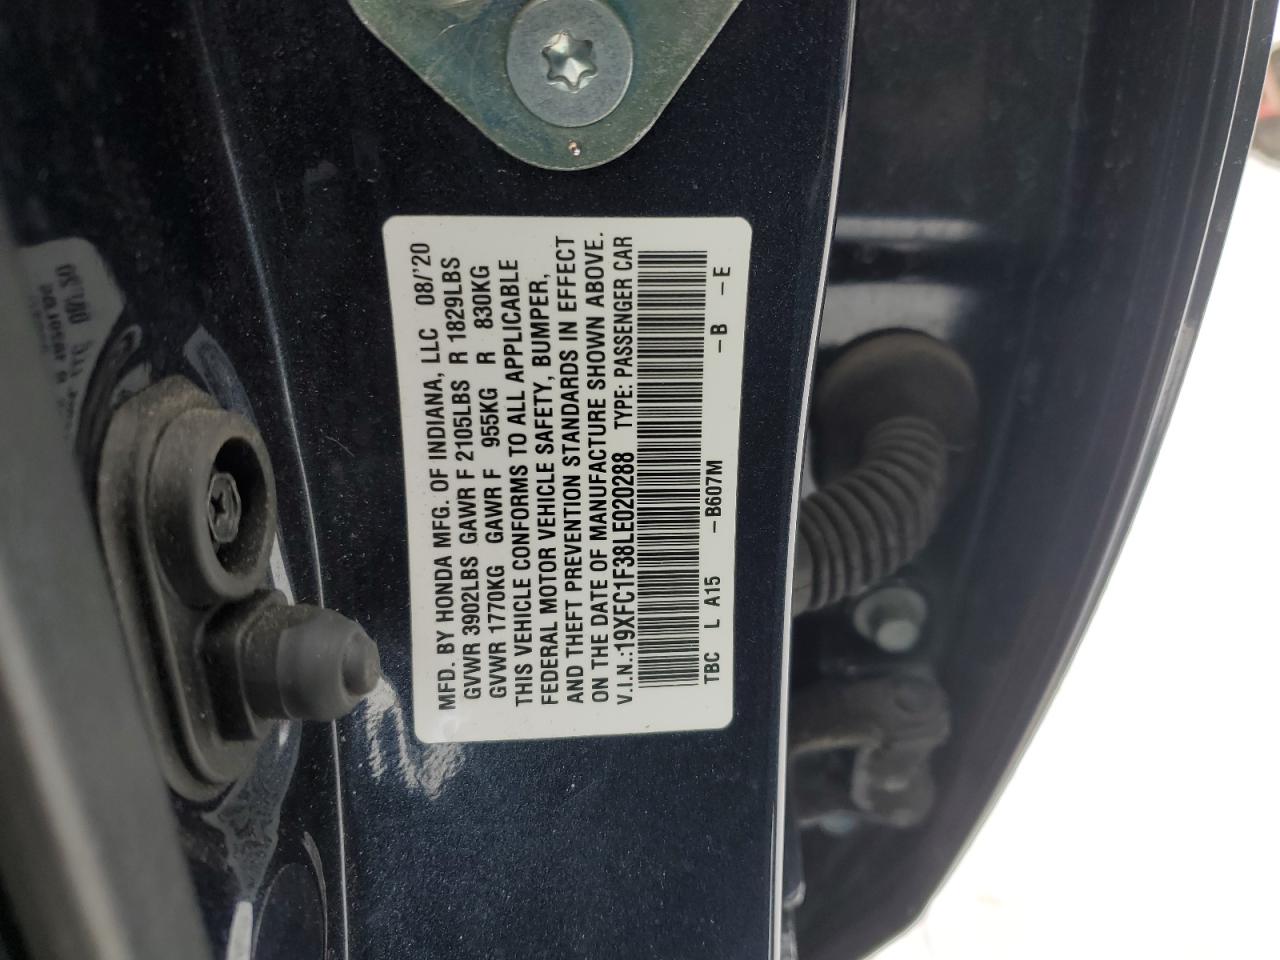 MFD. BY HONDA MFG. OF INDIANA, LLC 08/'20
GVWR 3902LBS GAWR F 2105LBS R 1829LBS
GVWR 1770KG GAWR F 955KG R 830KG
THIS VEHICLE CONFORMS TO ALL APPLICABLE
FEDERAL MOTOR VEHICLE SAFETY, BUMPER,
AND THEFT PREVENTION STANDARDS IN EFFECT
ON THE DATE OF MANUFACTURE SHOWN ABOVE.
V.I.N.:19XFC1F38LE020288 TYPE: PASSENGER CAR
TBC L A15 -B607M -B -E